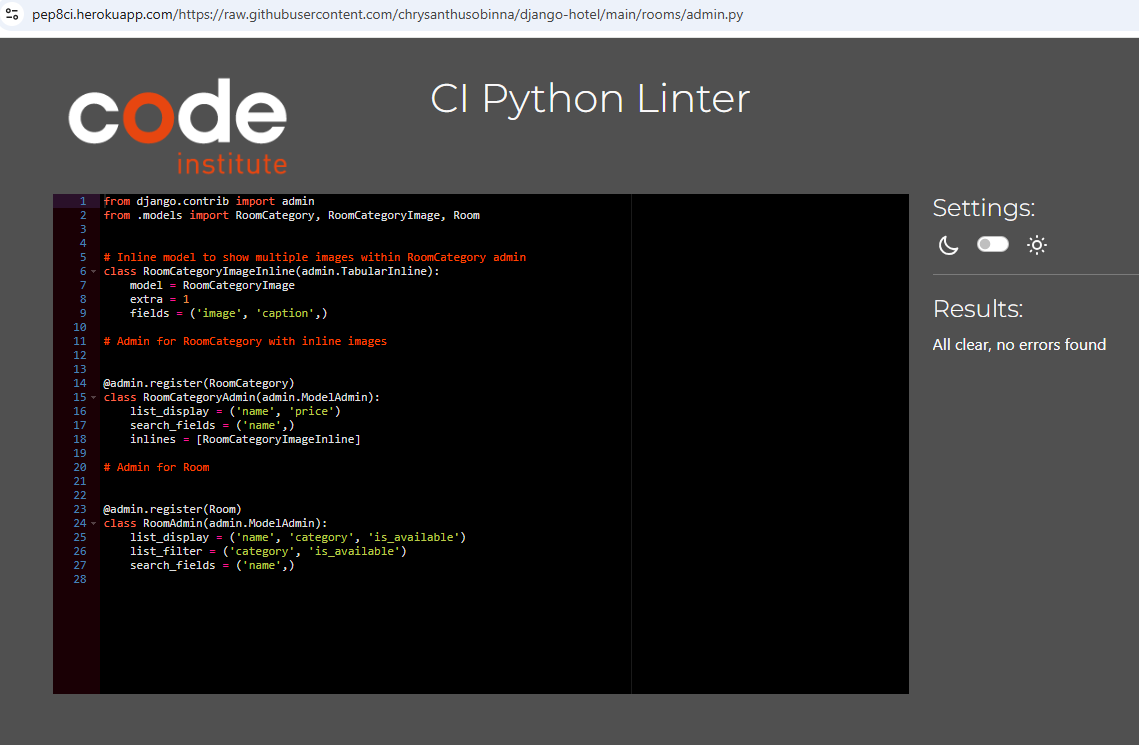 pep8ci.herokuapp.com/https://raw.githubusercontent.com/chrysanthusobinna/django-hotel/main/rooms/admin.py
code
institute
CI Python Linter
1 from django.contrib import admin
2 from .models import RoomCategory, RoomCategoryImage, Room
3
4
5 # Inline model to show multiple images within RoomCategory admin
6 class RoomCategoryImageInline(admin.TabularInline):
7     model = RoomCategoryImage
8     extra = 1
9     fields = ('image', 'caption',)
10
11 # Admin for RoomCategory with inline images
12
13
14 @admin.register(RoomCategory)
15 class RoomCategoryAdmin(admin.ModelAdmin):
16     list_display = ('name', 'price')
17     search_fields = ('name',)
18     inlines = [RoomCategoryImageInline]
19
20 # Admin for Room
21
22
23 @admin.register(Room)
24 class RoomAdmin(admin.ModelAdmin):
25     list_display = ('name', 'category', 'is_available')
26     list_filter = ('category', 'is_available')
27     search_fields = ('name',)
28
Settings:
Results:
All clear, no errors found